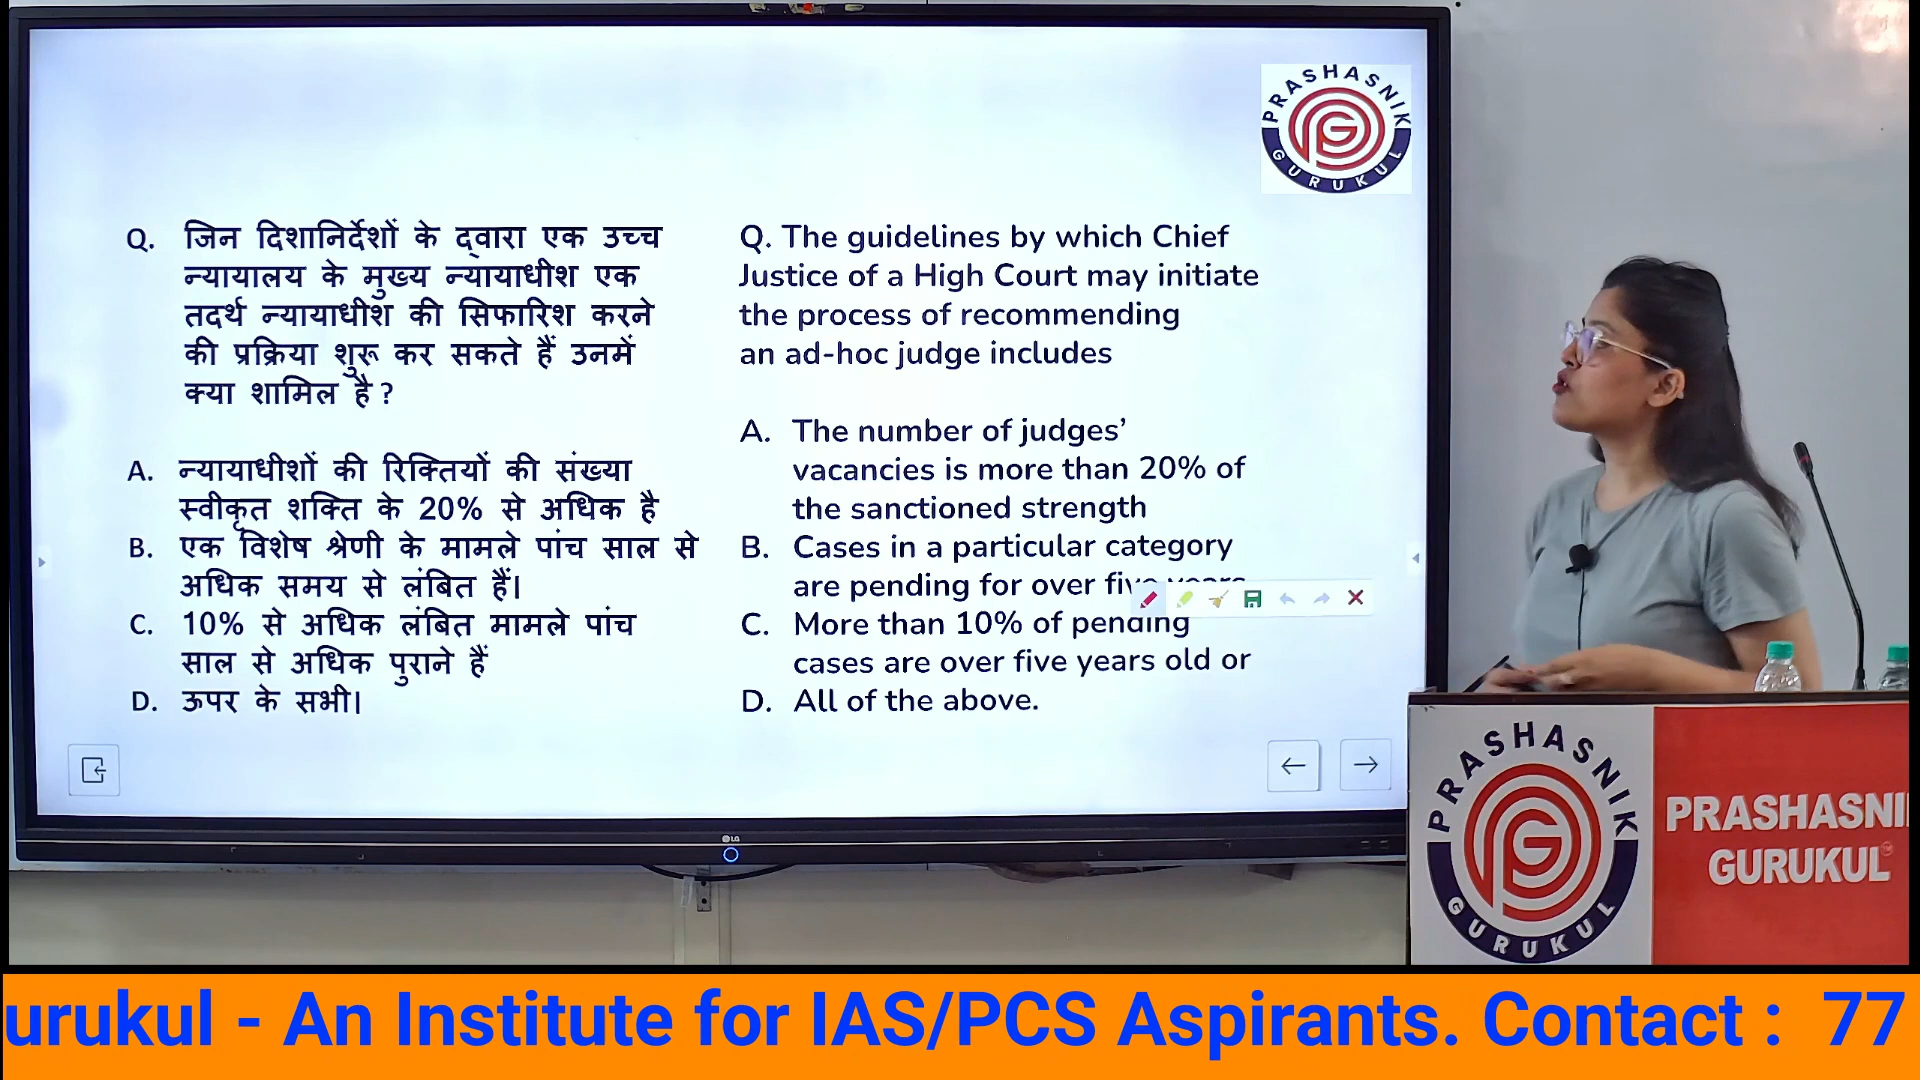 PRASHASNIK
GURUKUL
Q. जिन दिशानिर्देशों के द्वारा एक उच्च
न्यायालय के मुख्य न्यायाधीश एक
तदर्थ न्यायाधीश की सिफारिश करने
की प्रक्रिया शुरू कर सकते हैं उनमें
क्या शामिल है ?
A. न्यायाधीशों की रिक्तियों की संख्या
स्वीकृत शक्ति के 20% से अधिक है
B. एक विशेष श्रेणी के मामले पांच साल से
अधिक समय से लंबित हैं।
C. 10% से अधिक लंबित मामले पांच
साल से अधिक पुराने हैं
D. ऊपर के सभी।
Q. The guidelines by which Chief
Justice of a High Court may initiate
the process of recommending
an ad-hoc judge includes
A. The number of judges’
vacancies is more than 20% of
the sanctioned strength
B. Cases in a particular category
are pending for over five years
C. More than 10% of pending
cases are over five years old or
D. All of the above.
LG
PRASHASNIK
GURUKUL
PRASHASNI
GURUKUL
urukul - An Institute for IAS/PCS Aspirants. Contact : 77